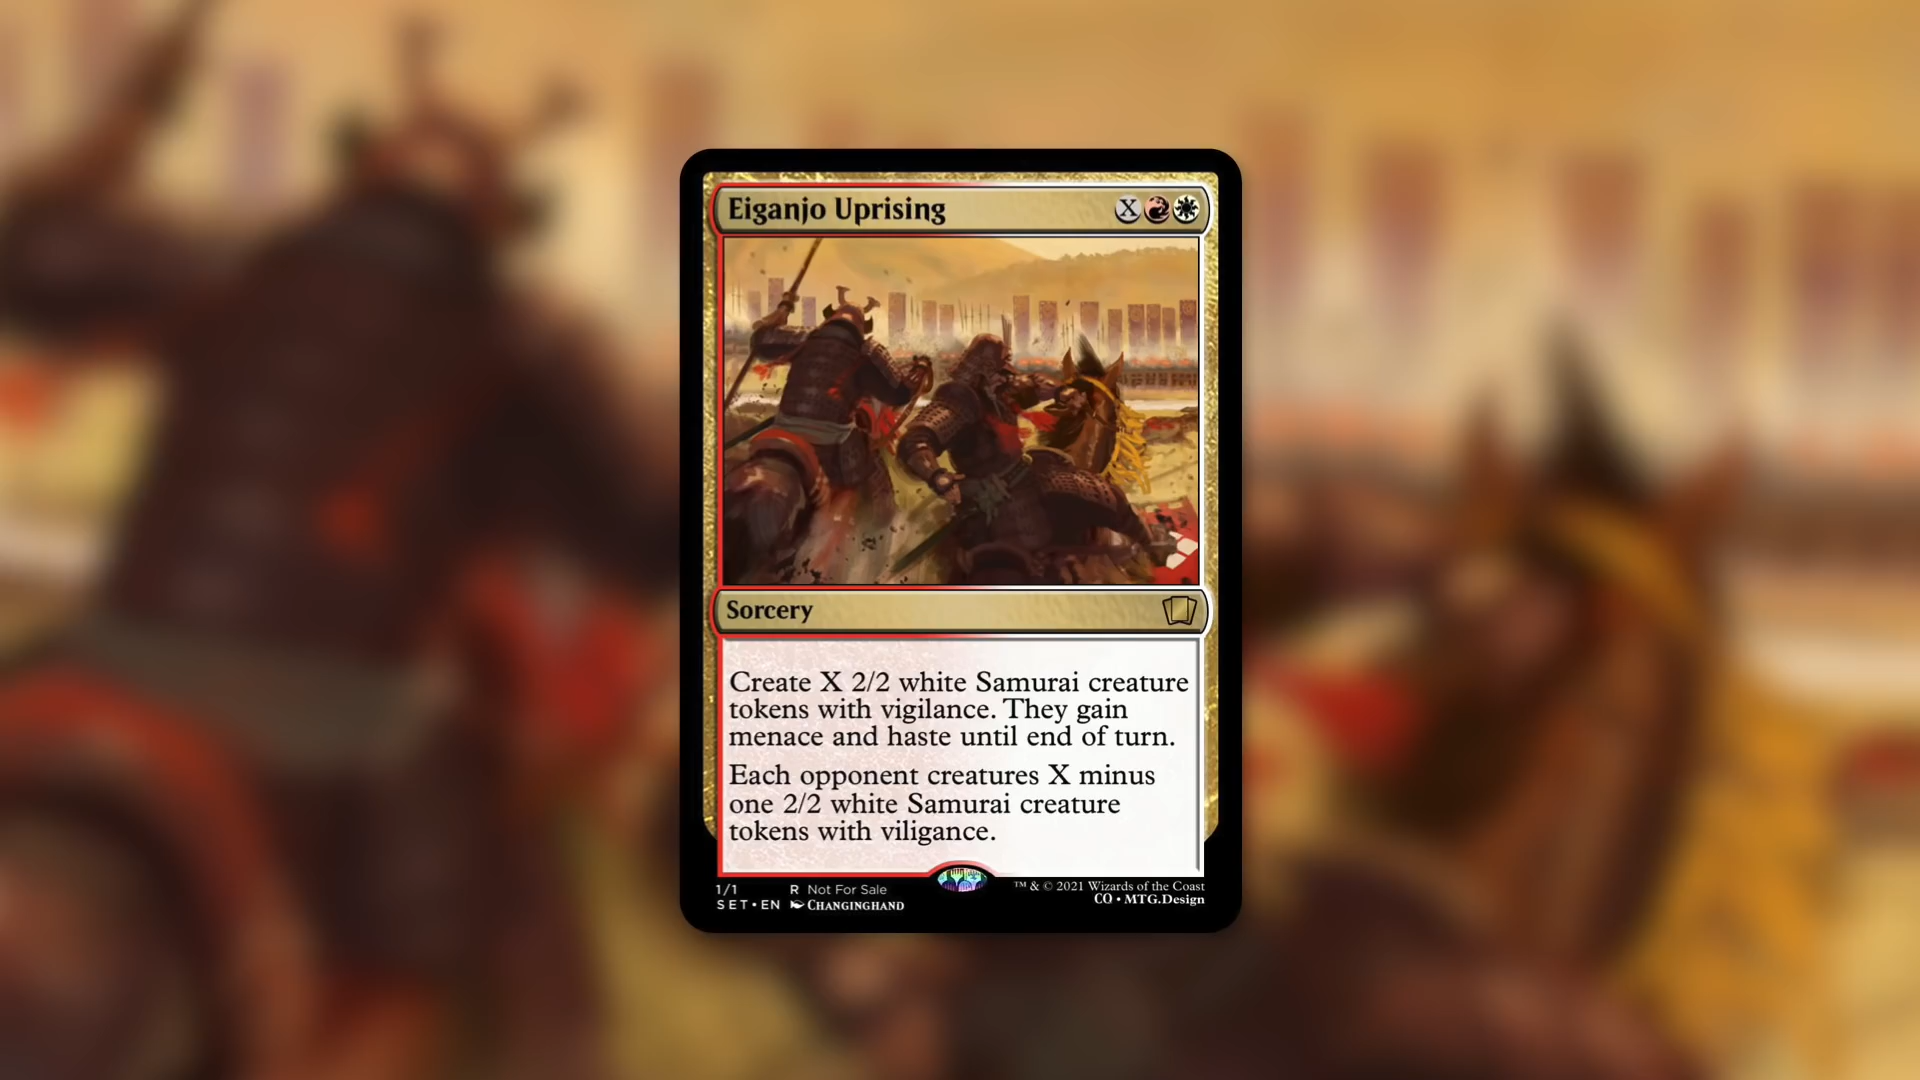 Eiganjo Uprising X
Sorcery
Create X 2/2 white Samurai creature
tokens with vigilance. They gain
menace and haste until end of turn.
Each opponent creatures X minus
one 2/2 white Samurai creature
tokens with viligance.
1/1 R Not For Sale
SET • EN CHANGINGHAND
™ & © 2021 Wizards of the Coast
CO • MTG.Design